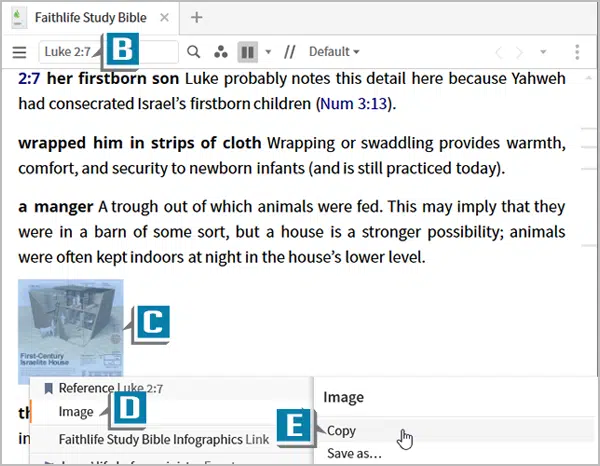 Faithlife Study Bible
Luke 2:7
B
Default
2:7 her firstborn son Luke probably notes this detail here because Yahweh
had consecrated Israel's firstborn children (Num 3:13).
wrapped him in strips of cloth Wrapping or swaddling provides warmth,
comfort, and security to newborn infants (and is still practiced today).
a manger A trough out of which animals were fed. This may imply that they
were in a barn of some sort, but a house is a stronger possibility; animals
were often kept indoors at night in the house's lower level.
C
First-Century
Israelite House
Reference Luke 2:7
Image
D
Faithlife Study Bible Infographics Link
Image
E
Copy
Save as...
th
in